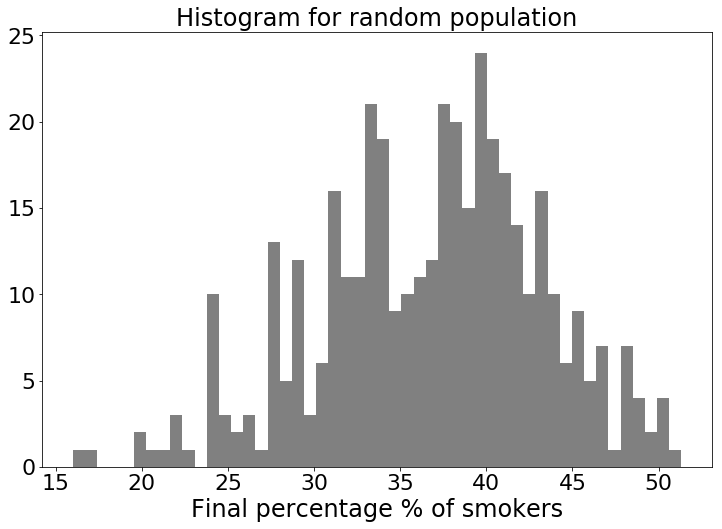 Histogram for random population
25
20
15
10
5
0
15 20 25 30 35 40 45 50
Final percentage % of smokers